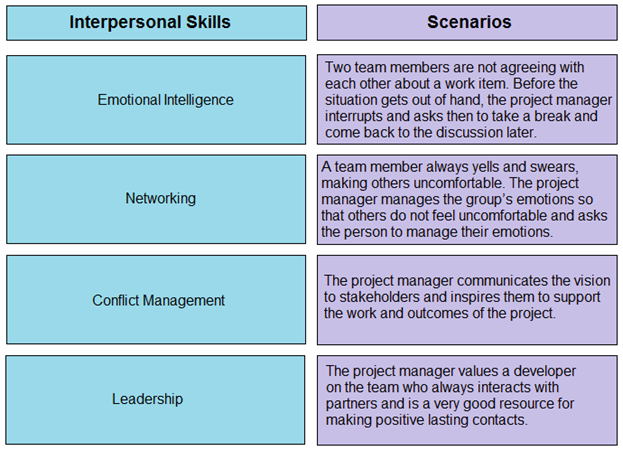 Interpersonal Skills
Scenarios
Emotional Intelligence
Two team members are not agreeing with
each other about a work item. Before the
situation gets out of hand, the project manager
interrupts and asks then to take a break and
come back to the discussion later.
Networking
A team member always yells and swears,
making others uncomfortable. The project
manager manages the group's emotions so
that others do not feel uncomfortable and asks
the person to manage their emotions.
Conflict Management
The project manager communicates the vision
to stakeholders and inspires them to support
the work and outcomes of the project.
Leadership
The project manager values a developer
on the team who always interacts with
partners and is a very good resource for
making positive lasting contacts.